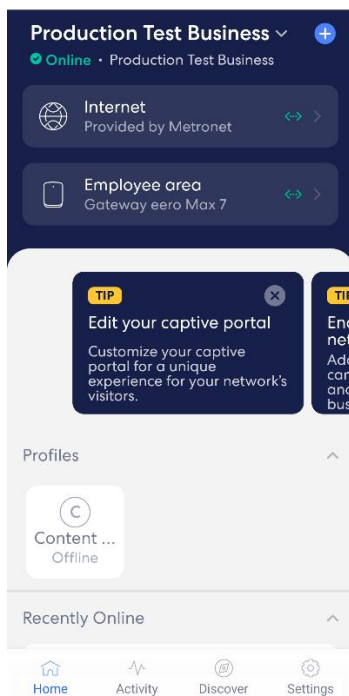 Production Test Business
Online • Production Test Business
Internet
Provided by Metronet
Employee area
Gateway eero Max 7
TIP
Edit your captive portal
Customize your captive
portal for a unique
experience for your network's
visitors.
Profiles
C
Content ...
Offline
Recently Online
Home
Activity
Discover
Settings